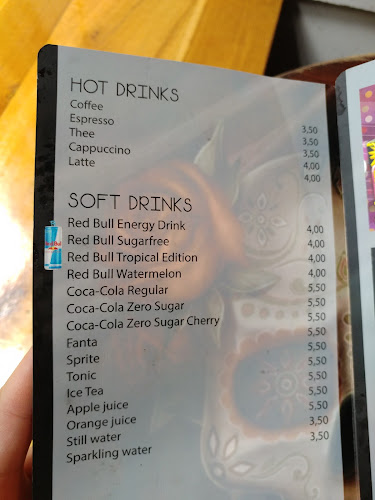 HOT DRINKS
Coffee 3,50
Espresso 3,50
Thee 3,50
Cappuccino 4,00
Latte 4,00
SOFT DRINKS
Red Bull Energy Drink 4,00
Red Bull Sugarfree 4,00
Red Bull Tropical Edition 4,00
Red Bull Watermelon 4,00
Coca-Cola Regular 5,50
Coca-Cola Zero Sugar 5,50
Coca-Cola Zero Sugar Cherry 5,50
Fanta 5,50
Sprite 5,50
Tonic 5,50
Ice Tea 5,50
Apple juice 5,50
Orange juice 5,50
Still water 3,50
Sparkling water 3,50